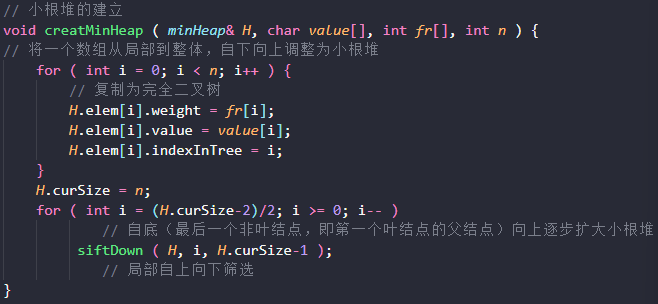 // 小根堆的建立
void creatMinHeap ( minHeap& H, char value[], int fr[], int n ) {
// 将一个数组从局部到整体，自下向上调整为小根堆
    for ( int i = 0; i < n; i++ ) {
        // 复制为完全二叉树
        H.elem[i].weight = fr[i];
        H.elem[i].value = value[i];
        H.elem[i].indexInTree = i;
    }
    H.curSize = n;
    for ( int i = (H.curSize-2)/2; i >= 0; i-- )
            // 自底（最后一个非叶结点，即第一个叶结点的父结点）向上逐步扩大小根堆
         siftDown ( H, i, H.curSize-1 );
            // 局部自上向下筛选
}